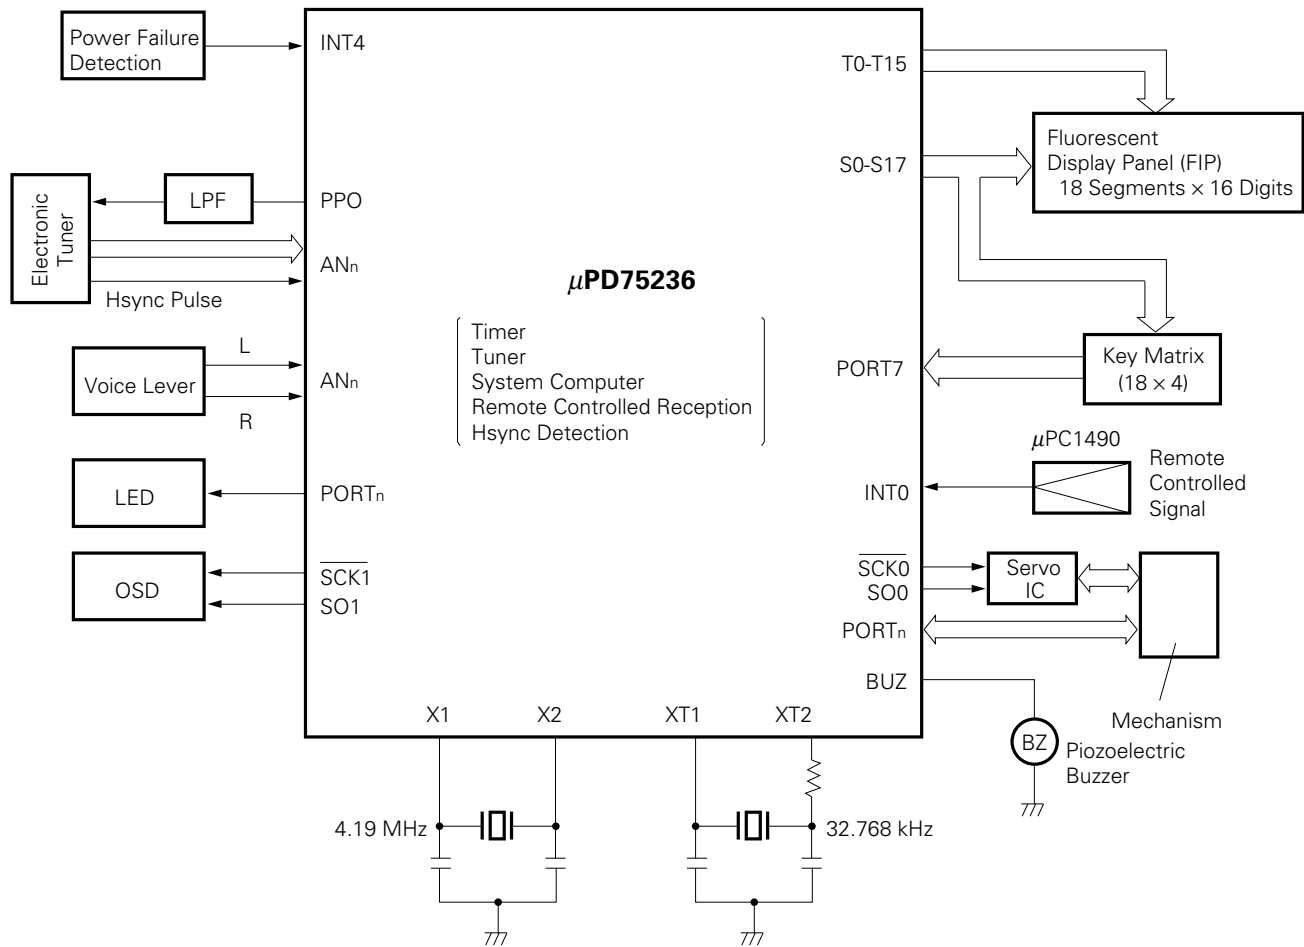 Power Failure
Detection
INT4
T0-T15
Fluorescent
Display Panel (FIP)
18 Segments × 16 Digits
S0-S17
Electronic
Tuner
LPF
PPO
ANn
Hsync Pulse
μPD75236
Timer
Tuner
System Computer
Remote Controlled Reception
Hsync Detection
Voice Lever
L
R
ANn
PORT7
Key Matrix
(18 × 4)
μPC1490
Remote
Controlled
Signal
INT0
LED
PORTn
OSD
SCK1
SO1
SCK0
SO0
Servo
IC
PORTn
BUZ
Mechanism
BZ
Piozoelectric
Buzzer
X1
X2
XT1
XT2
4.19 MHz
32.768 kHz